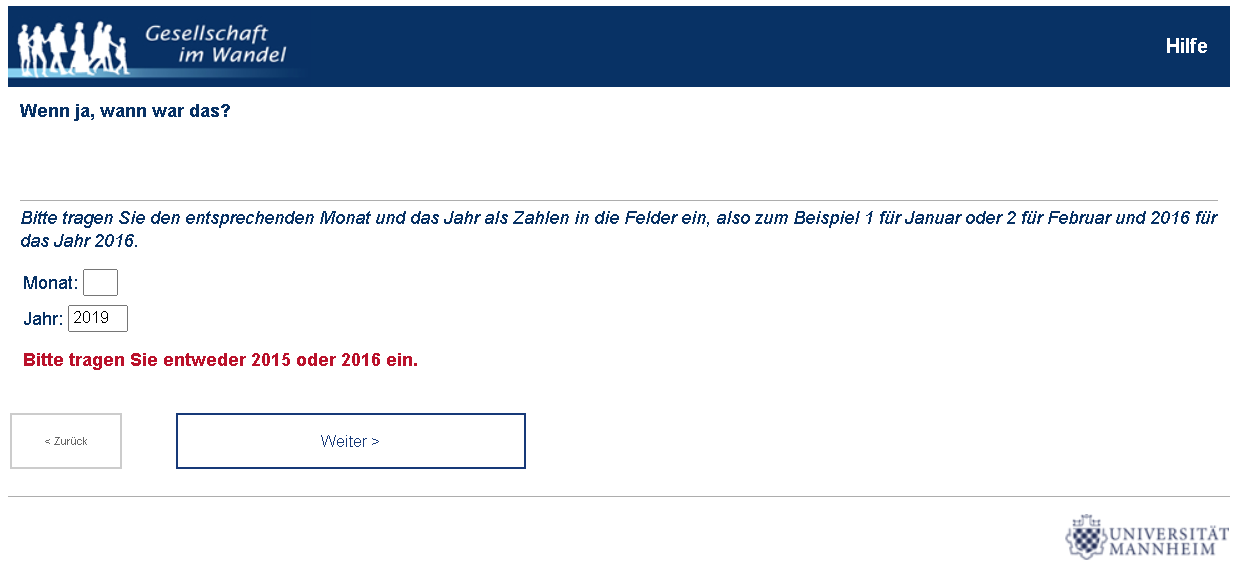 Gesellschaft
im Wandel
Hilfe
Wenn ja, wann war das?
Bitte tragen Sie den entsprechenden Monat und das Jahr als Zahlen in die Felder ein, also zum Beispiel 1 für Januar oder 2 für Februar und 2016 für
das Jahr 2016.
Monat:
Jahr: 2019
Bitte tragen Sie entweder 2015 oder 2016 ein.
< Zurück
Weiter >
UNIVERSITÄT
MANNHEIM